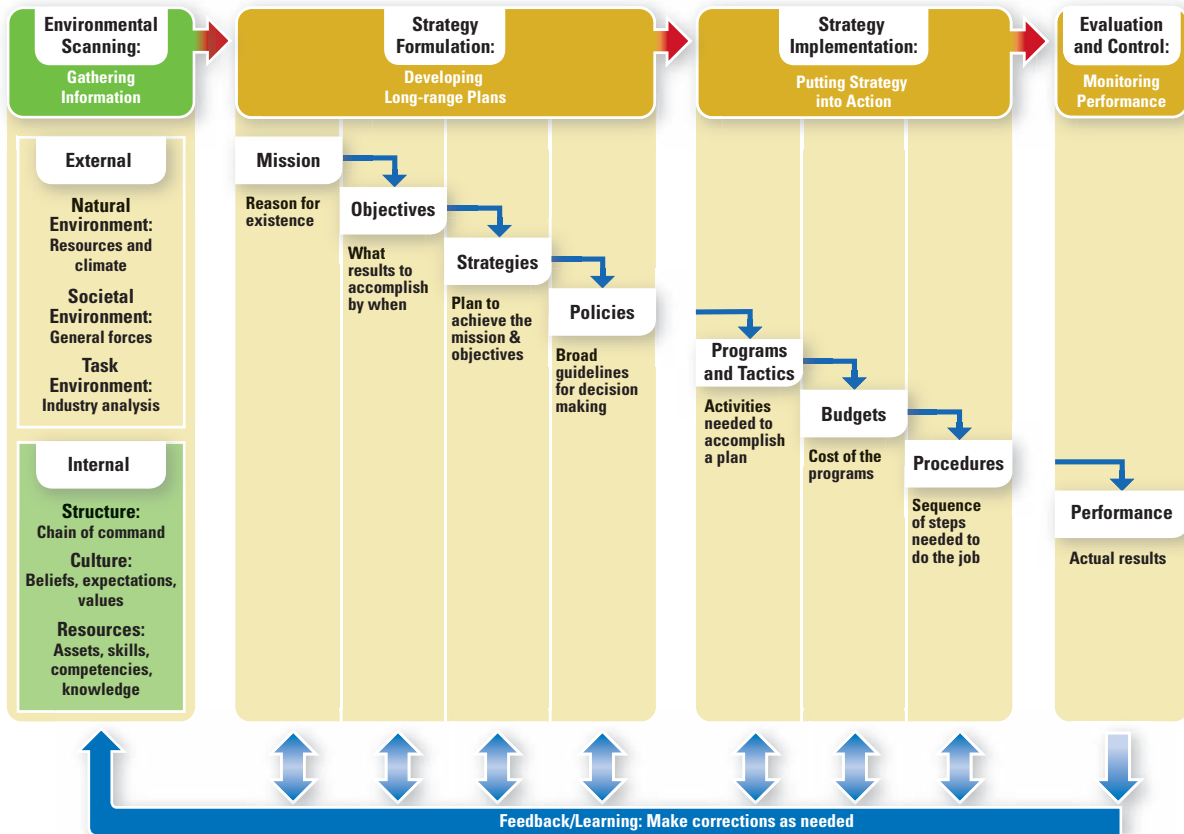 Environmental
Scanning:
Gathering
Information
Strategy
Formulation:
Developing
Long-range Plans
Strategy
Implementation:
Putting Strategy
into Action
Evaluation
and Control:
Monitoring
Performance
External
Natural
Environment:
Resources and
climate
Societal
Environment:
General forces
Task
Environment:
Industry analysis
Internal
Structure:
Chain of command
Culture:
Beliefs, expectations,
values
Resources:
Assets, skills,
competencies,
knowledge
Mission
Reason for
existence
Objectives
What
results to
accomplish
by when
Strategies
Plan to
achieve the
mission &
objectives
Policies
Broad
guidelines
for decision
making
Programs
and Tactics
Activities
needed to
accomplish
a plan
Budgets
Cost of the
programs
Procedures
Sequence
of steps
needed to
do the job
Performance
Actual results
Feedback/Learning: Make corrections as needed